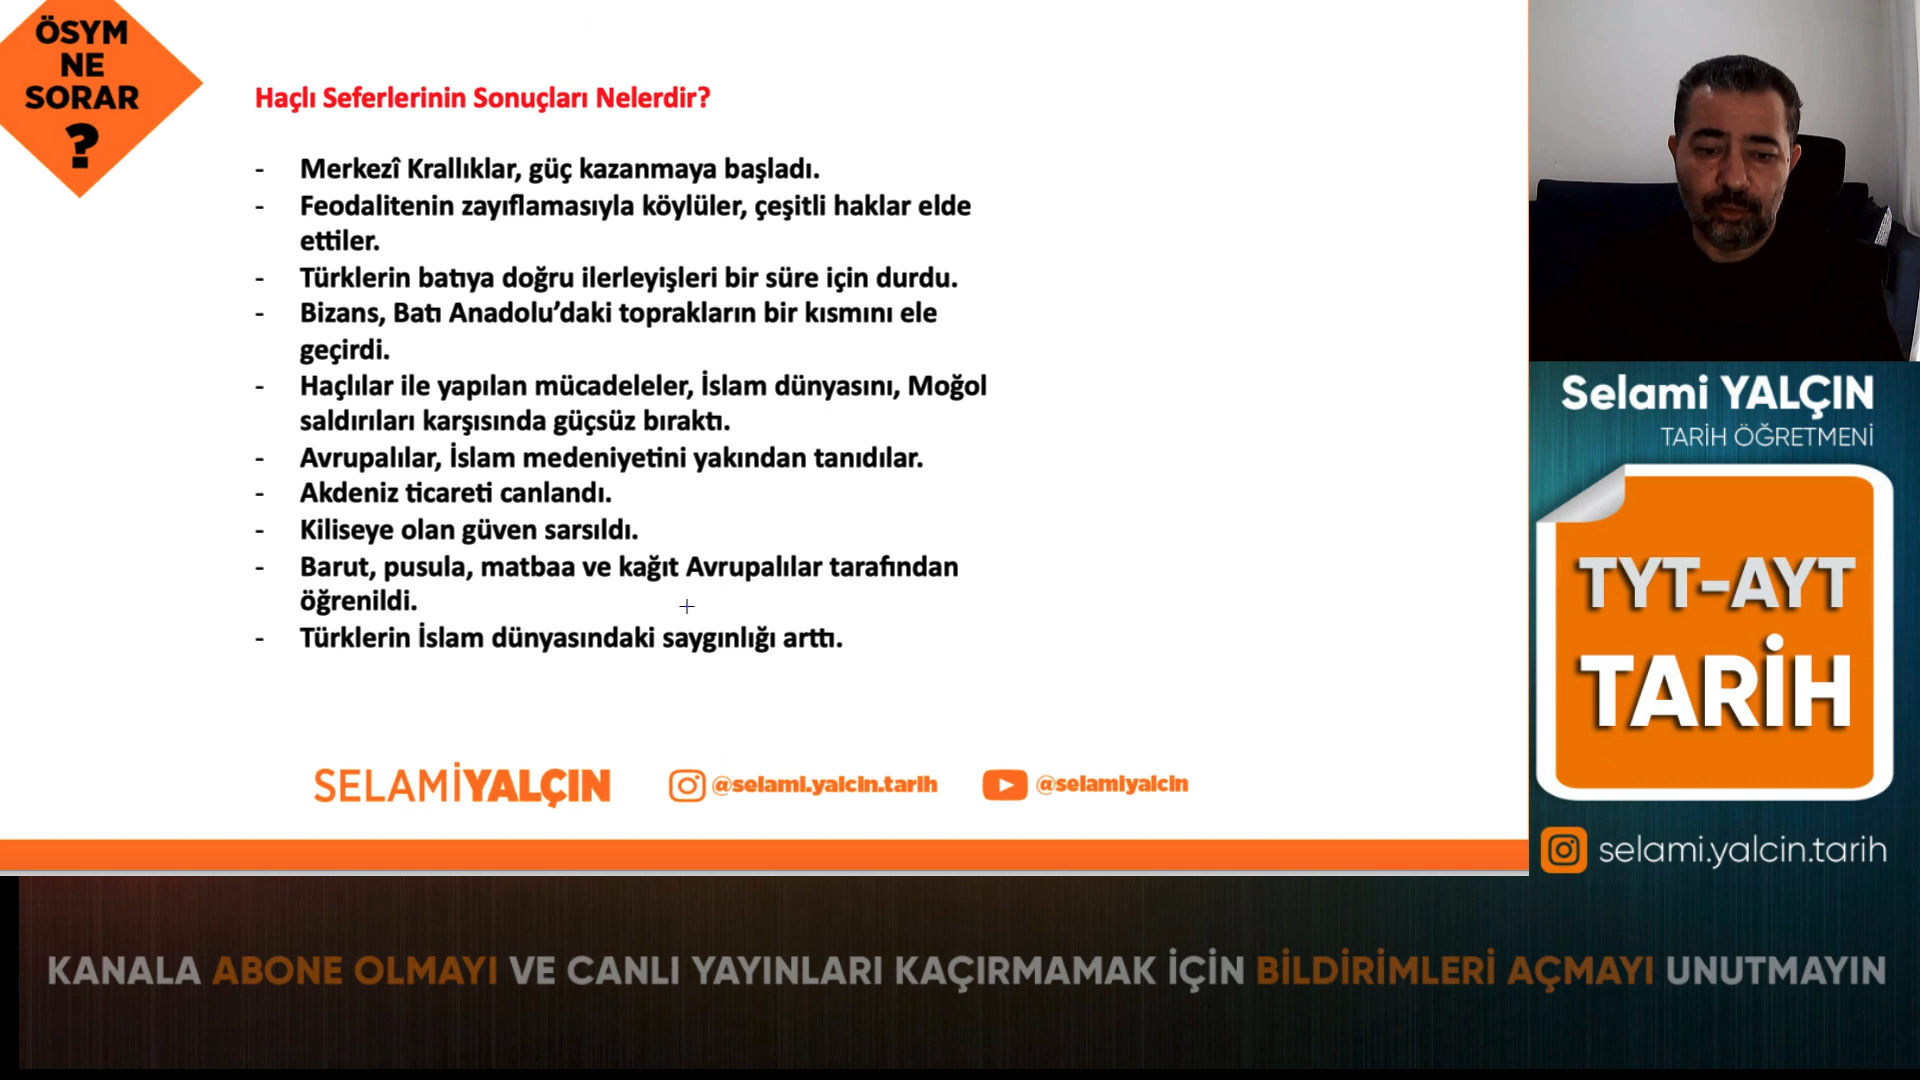 ÖSYM
NE
SORAR
?
Haçlı Seferlerinin Sonuçları Nelerdir?
- Merkezî Krallıklar, güç kazanmaya başladı.
- Feodalitenin zayıflamasıyla köylüler, çeşitli haklar elde
ettiler.
- Türklerin batıya doğru ilerleyişleri bir süre için durdu.
- Bizans, Batı Anadolu’daki toprakların bir kısmını ele
geçirdi.
- Haçlılar ile yapılan mücadeleler, İslam dünyasını, Moğol
saldırıları karşısında güçsüz bıraktı.
- Avrupalılar, İslam medeniyetini yakından tanıdılar.
- Akdeniz ticareti canlandı.
- Kiliseye olan güven sarsıldı.
- Barut, pusula, matbaa ve kağıt Avrupalılar tarafından
öğrenildi.
- Türklerin İslam dünyasındaki saygınlığı arttı.
SELAMİYALÇIN @selami.yalcin.tarih @selamiyalcin
Selami YALÇIN
TARİH ÖĞRETMENİ
TYT-AYT
TARİH
selami.yalcin.tarih
KANALA ABONE OLMAYI VE CANLI YAYINLARI KAÇIRMAMAK İÇİN BİLDİRİMLERİ AÇMAYI UNUTMAYIN